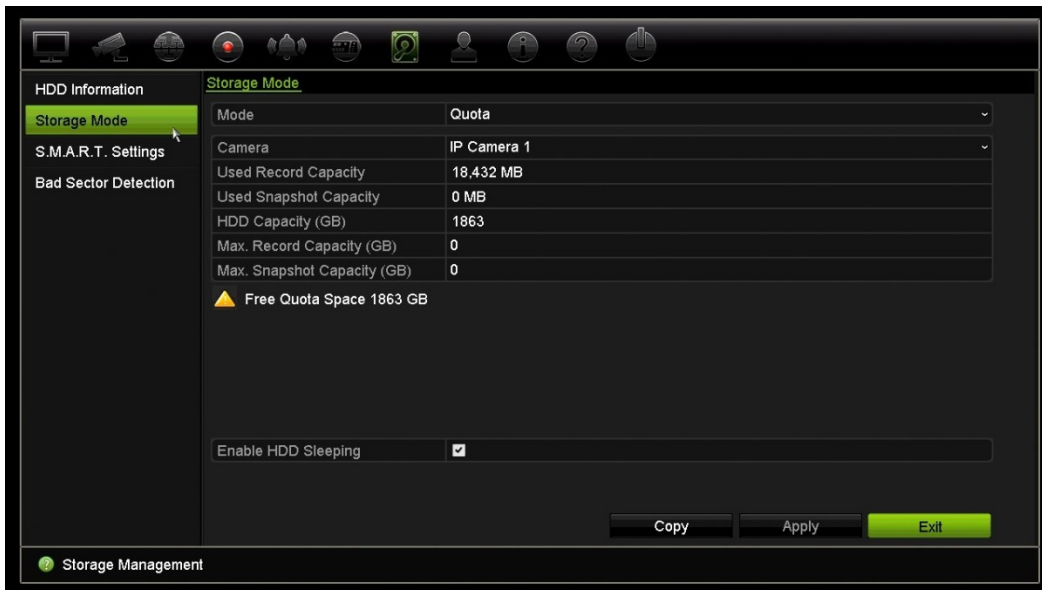 HDD Information
Storage Mode
S.M.A.R.T. Settings
Bad Sector Detection
Storage Mode
Mode Quota
Camera IP Camera 1
Used Record Capacity 18,432 MB
Used Snapshot Capacity 0 MB
HDD Capacity (GB) 1863
Max. Record Capacity (GB) 0
Max. Snapshot Capacity (GB) 0
Free Quota Space 1863 GB
Enable HDD Sleeping
Copy Apply Exit
Storage Management